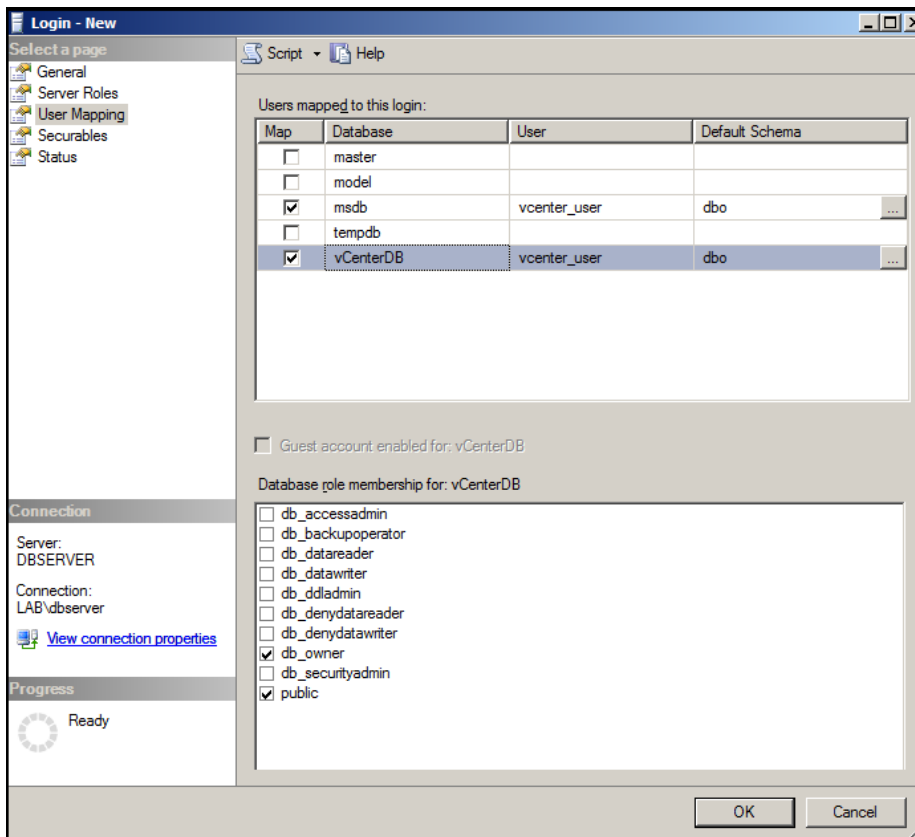 Login - New
Select a page
General
Server Roles
User Mapping
Securables
Status
Script Help
Users mapped to this login:
Map Database User Default Schema
master
model
msdb vcenter_user dbo ...
tempdb
vCenterDB vcenter_user dbo ...
Guest account enabled for: vCenterDB
Database role membership for: vCenterDB
db_accessadmin
db_backupoperator
db_datareader
db_datawriter
db_ddladmin
db_denydatareader
db_denydatawriter
db_owner
db_securityadmin
public
Connection
Server:
DBSERVER
Connection:
LAB\dbserver
View connection properties
Progress
Ready
OK Cancel